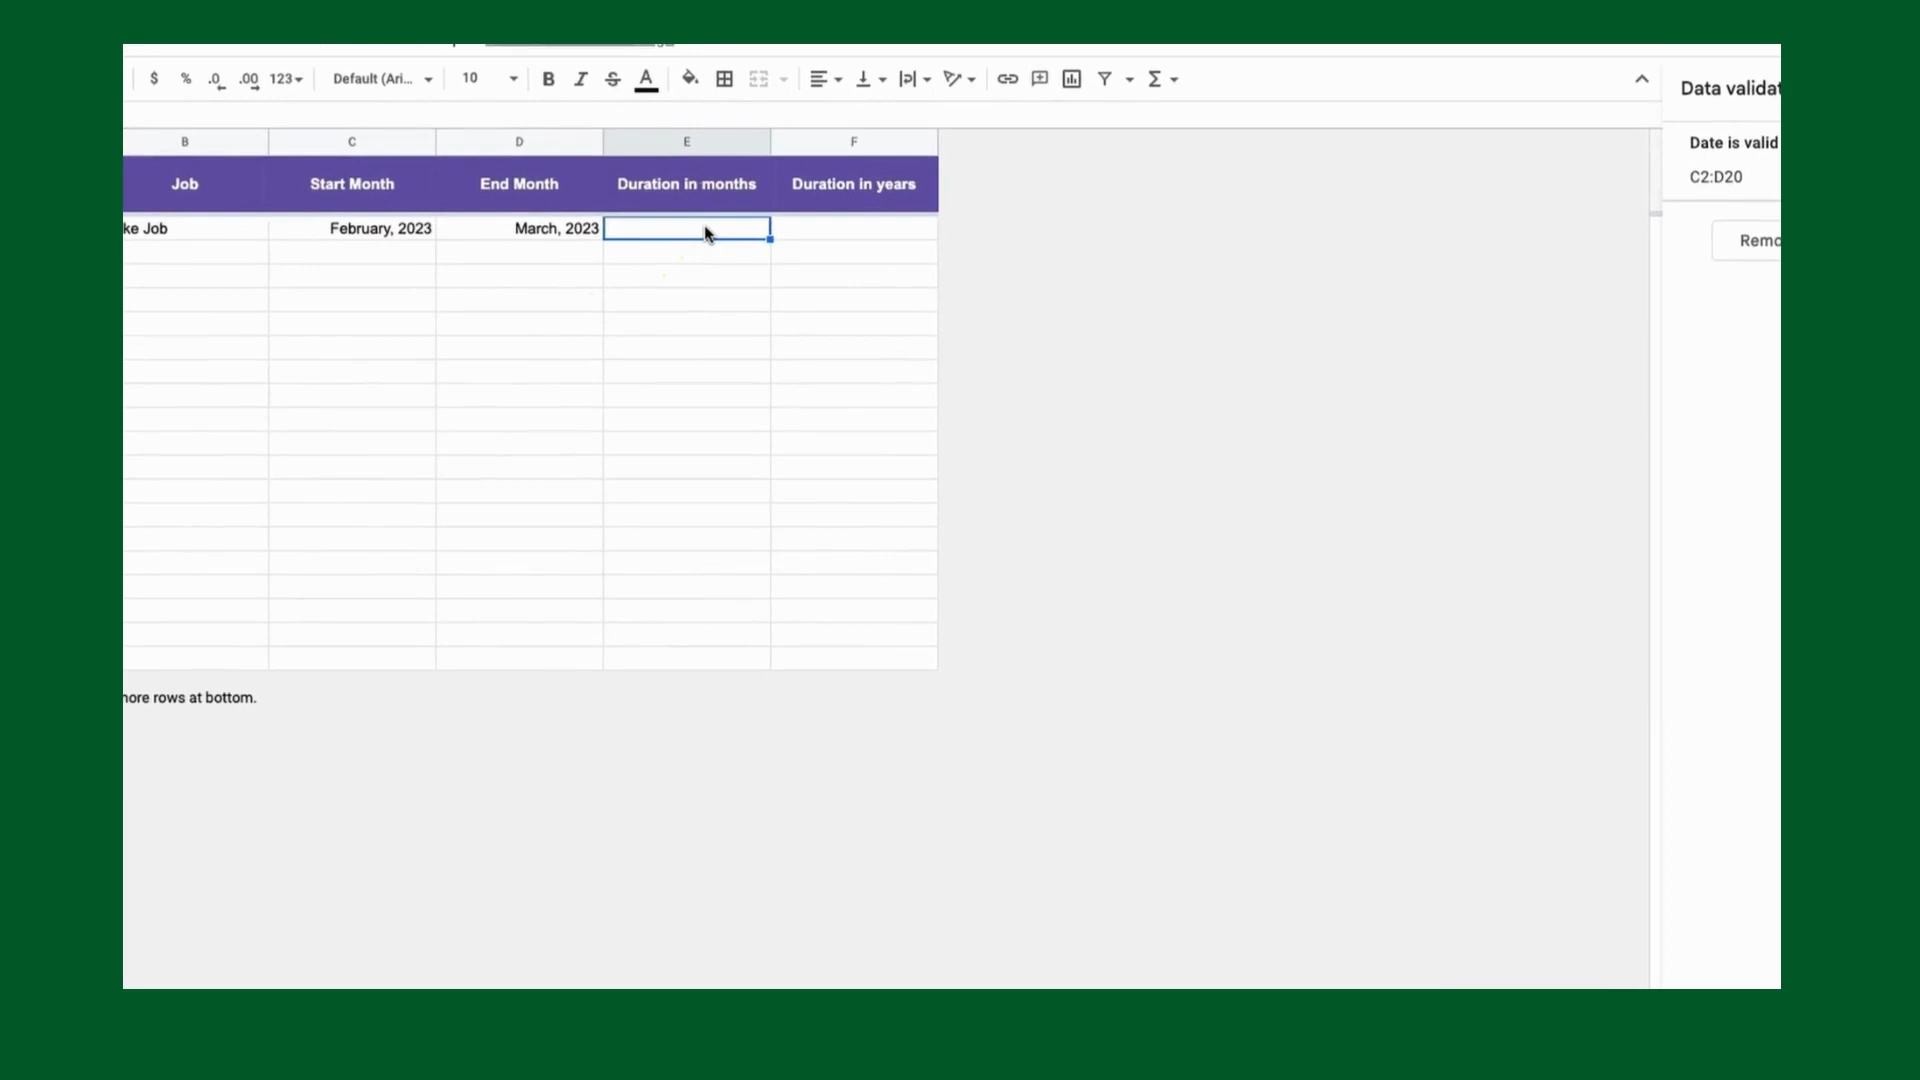 $ % .0 .00 123 Default (Ari... 10 B I S A Σ
Data validat
Date is valid
C2:D20
Remo
B C D E F
Job Start Month End Month Duration in months Duration in years
ke Job February, 2023 March, 2023
more rows at bottom.